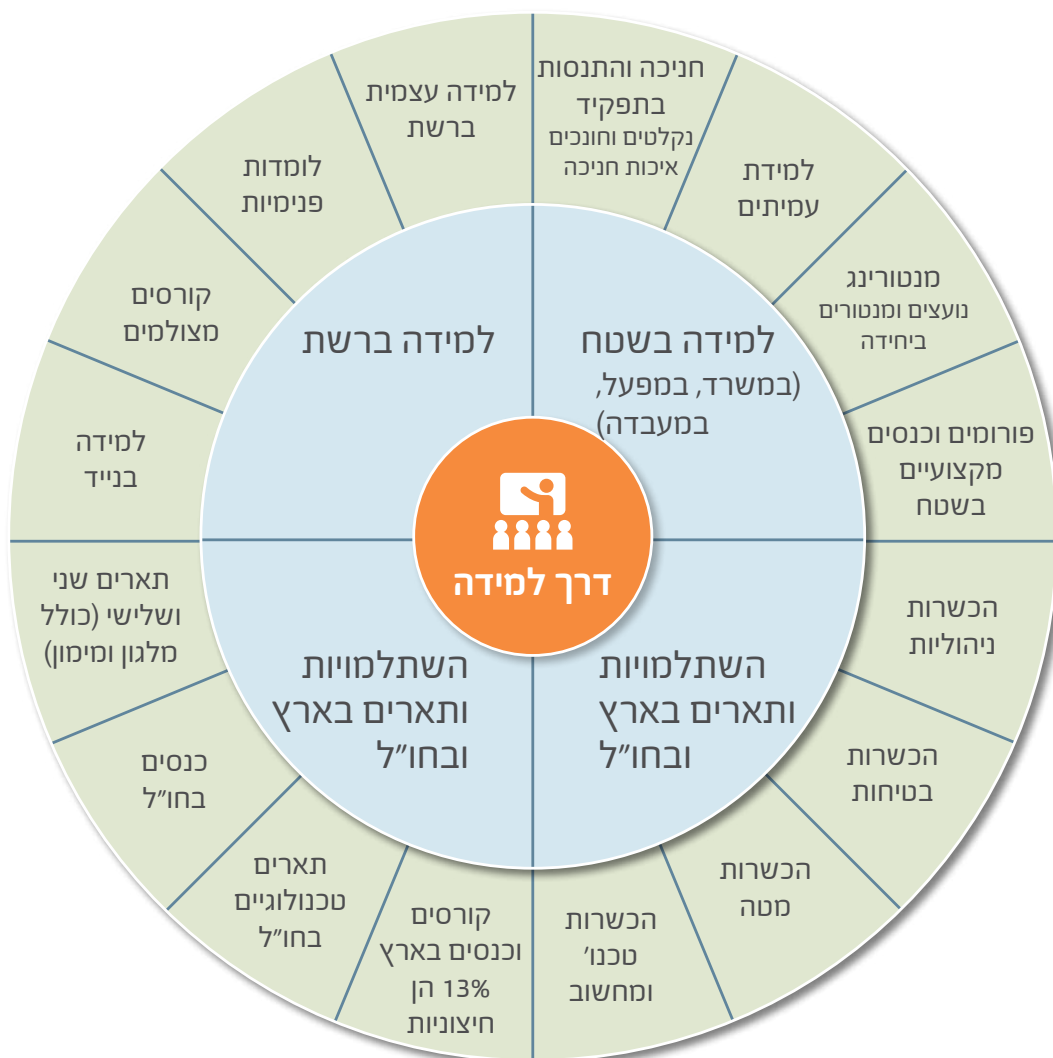 חניכה והתנסות
בתפקיד
נקלטים וחונכים
איכות חניכה
למידת
עמיתים
מנטורינג
נועצים ומנטורים
ביחידה
פורומים וכנסים
מקצועיים
בשטח
הכשרות
ניהוליות
הכשרות
בטיחות
הכשרות
מטה
הכשרות
טכנו'
ומחשוב
קורסים
וכנסים בארץ
13% הן
חיצוניות
תארים
טכנולוגיים
בחו"ל
כנסים
בחו"ל
תארים שני
ושלישי (כולל
מלגון ומימון)
למידה
בנייד
קורסים
מצולמים
לומדות
פנימיות
למידה עצמית
ברשת
למידה בשטח
(במשרד, במפעל,
במעבדה)
למידה ברשת
השתלמויות
ותארים בארץ
ובחו"ל
השתלמויות
ותארים בארץ
ובחו"ל
דרך למידה